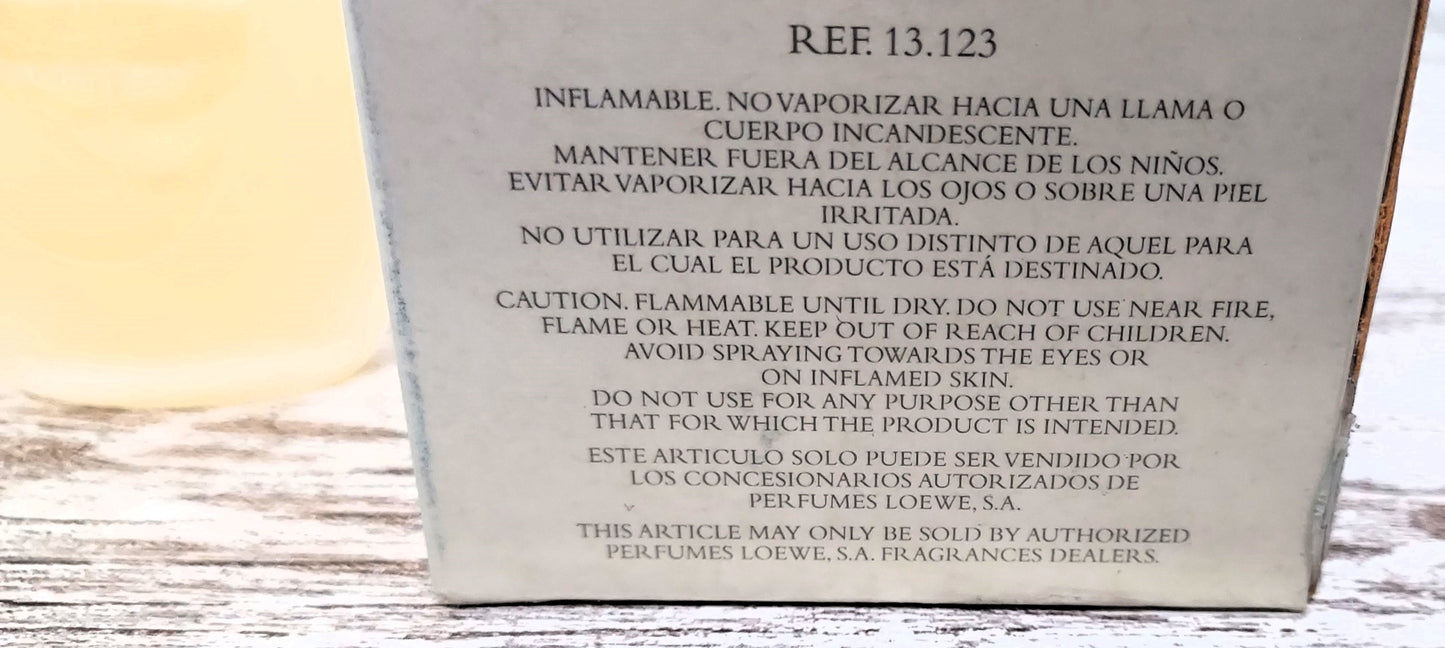 REF. 13.123
INFLAMABLE. NO VAPORIZAR HACIA UNA LLAMA O
CUERPO INCANDESCENTE.
MANTENER FUERA DEL ALCANCE DE LOS NIÑOS.
EVITAR VAPORIZAR HACIA LOS OJOS O SOBRE UNA PIEL
IRRITADA.
NO UTILIZAR PARA UN USO DISTINTO DE AQUEL PARA
EL CUAL EL PRODUCTO ESTÁ DESTINADO.
CAUTION. FLAMMABLE UNTIL DRY. DO NOT USE NEAR FIRE,
FLAME OR HEAT. KEEP OUT OF REACH OF CHILDREN.
AVOID SPRAYING TOWARDS THE EYES OR
ON INFLAMED SKIN.
DO NOT USE FOR ANY PURPOSE OTHER THAN
THAT FOR WHICH THE PRODUCT IS INTENDED.
ESTE ARTICULO SOLO PUEDE SER VENDIDO POR
LOS CONCESIONARIOS AUTORIZADOS DE
PERFUMES LOEWE, S.A.
THIS ARTICLE MAY ONLY BE SOLD BY AUTHORIZED
PERFUMES LOEWE, S.A. FRAGRANCES DEALERS.